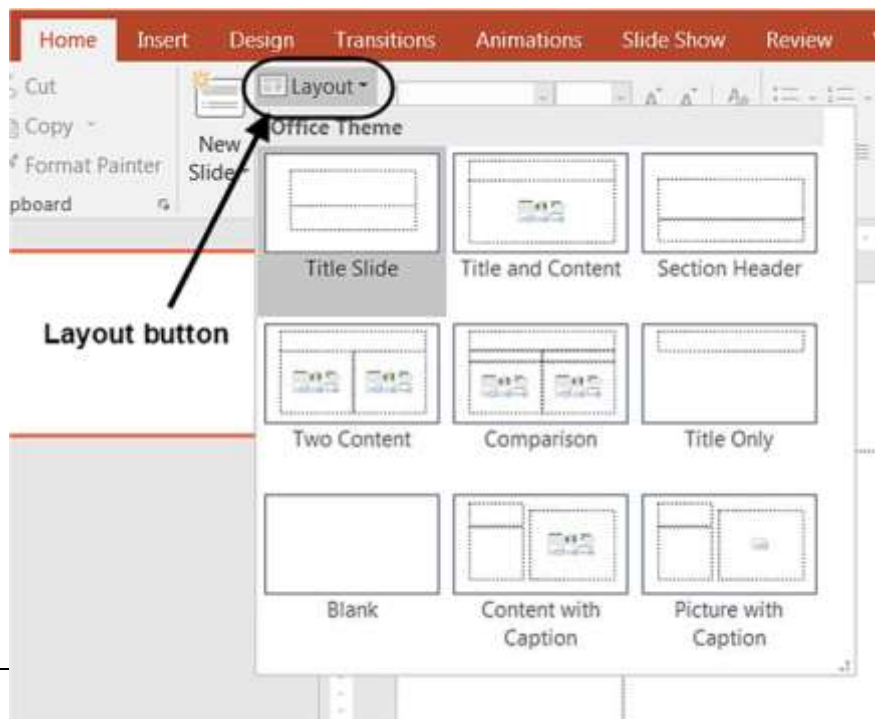 Home Insert Design Transitions Animations Slide Show Review
Cut
Layout
Copy
Office Theme
New
Slide
Format Painter
pboard
Title Slide Title and Content Section Header
Layout button
Two Content Comparison Title Only
Blank Content with Picture with
Caption Caption